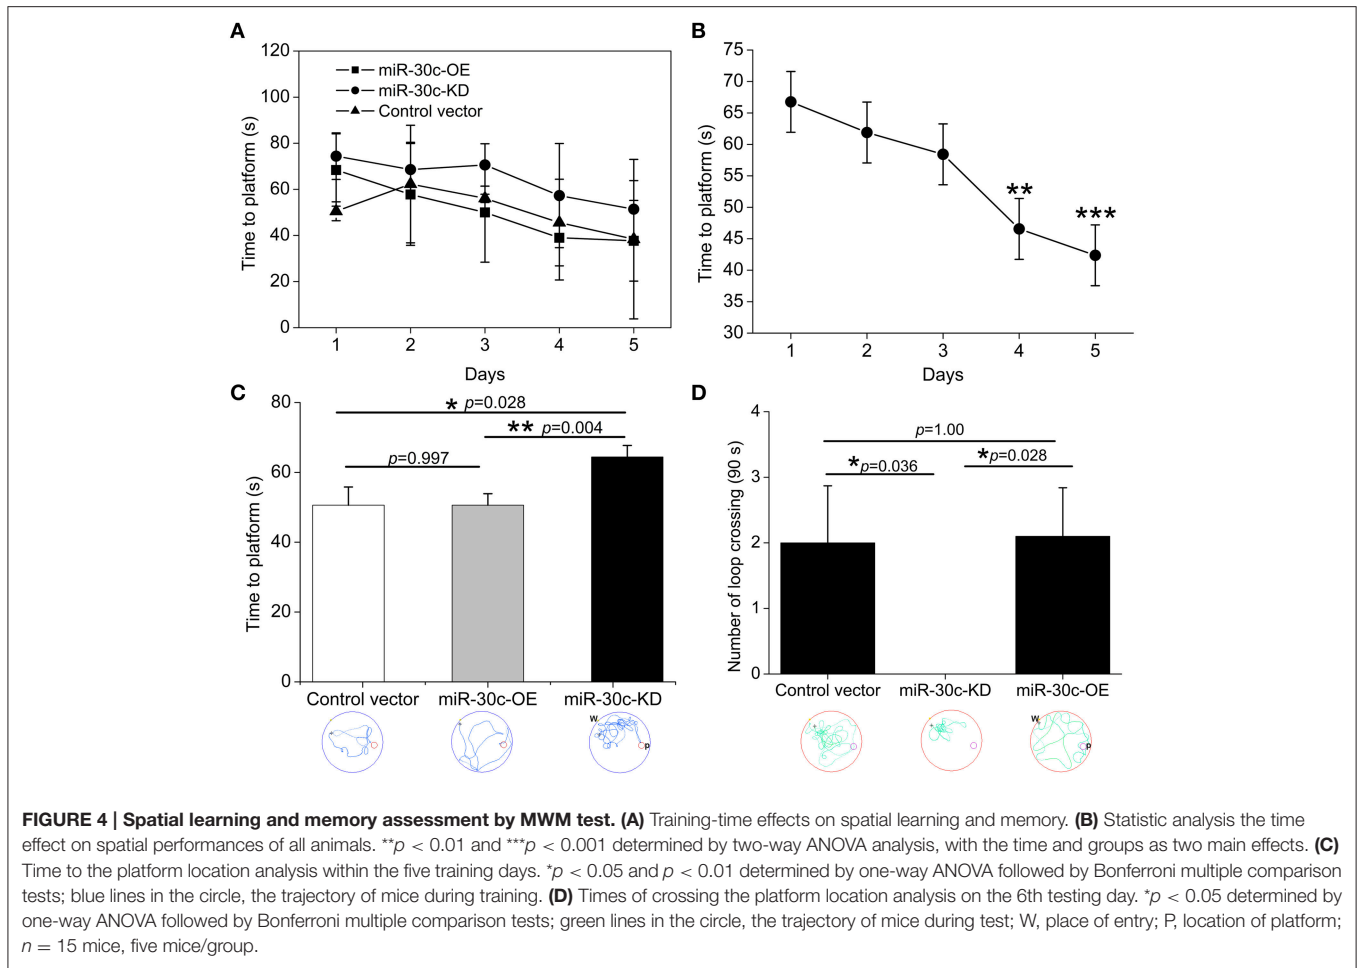 A
120
100
80
60
40
20
0
Time to platform (s)
miR-30c-OE
miR-30c-KD
Control vector
1 2 3 4 5
Days
B
75
70
65
60
55
50
45
40
35
30
Time to platform (s)
**
***
1 2 3 4 5
Days
C
80
60
40
20
0
Time to platform (s)
* p=0.028
** p=0.004
p=0.997
Control vector miR-30c-OE miR-30c-KD
W
p
D
4
3
2
1
0
Number of loop crossing (90 s)
p=1.00
*p=0.036
*p=0.028
Control vector miR-30c-KD miR-30c-OE
W
p
FIGURE 4 | Spatial learning and memory assessment by MWM test. (A) Training-time effects on spatial learning and memory. (B) Statistic analysis the time
effect on spatial performances of all animals. **p < 0.01 and ***p < 0.001 determined by two-way ANOVA analysis, with the time and groups as two main effects. (C)
Time to the platform location analysis within the five training days. *p < 0.05 and p < 0.01 determined by one-way ANOVA followed by Bonferroni multiple comparison
tests; blue lines in the circle, the trajectory of mice during training. (D) Times of crossing the platform location analysis on the 6th testing day. *p < 0.05 determined by
one-way ANOVA followed by Bonferroni multiple comparison tests; green lines in the circle, the trajectory of mice during test; W, place of entry; P, location of platform;
n = 15 mice, five mice/group.